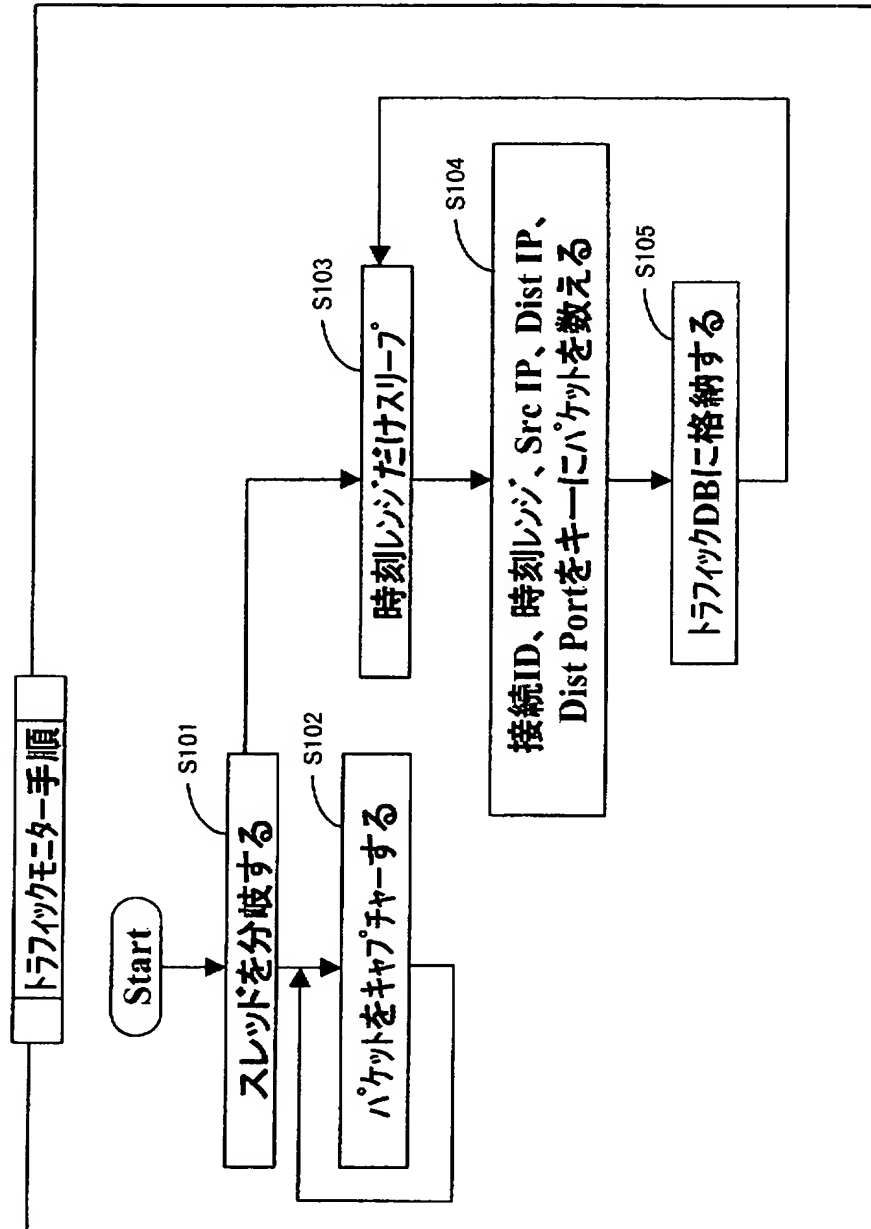 トラフィックモニター手順
Start
S101
スレッドを分岐する
S102
パケットをキャプチャーする
S103
時刻レンジだけスリープ
S104
接続ID、時刻レンジ、Src IP、Dist IP、
Dist Portをキーにパケットを数える
S105
トラフィックDBに格納する